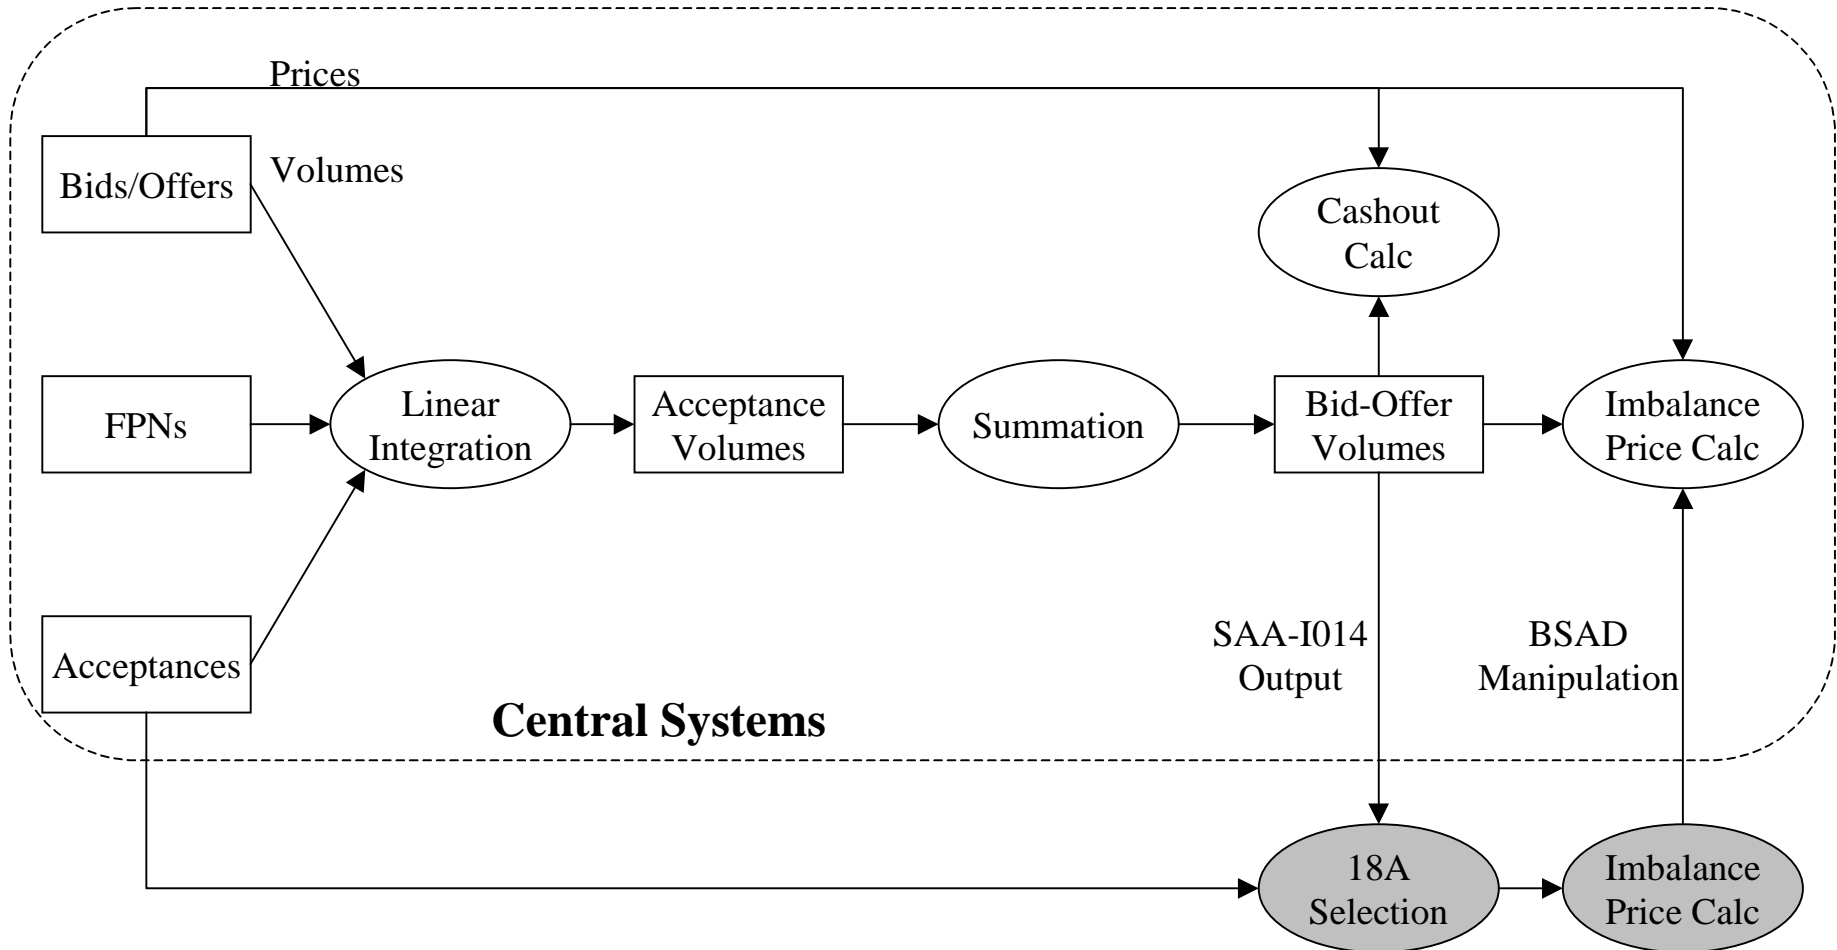 Prices
Bids/Offers
Volumes
Cashout
Calc
FPNs
Linear
Integration
Acceptance
Volumes
Summation
Bid-Offer
Volumes
Imbalance
Price Calc
Acceptances
SAA-I014
Output
BSAD
Manipulation
Central Systems
18A
Selection
Imbalance
Price Calc